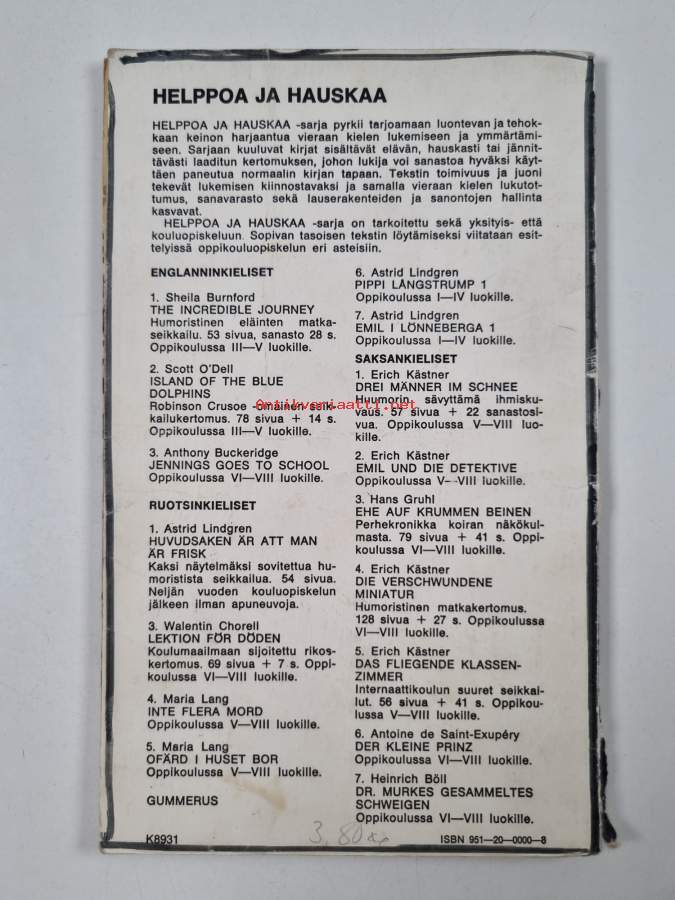 HELPPOA JA HAUSKAA
HELPPOA JA HAUSKAA -sarja pyrkii tarjoamaan luontevan ja tehok-
kaan keinon harjaantua vieraan kielen lukemiseen ja ymmärtämi-
seen. Sarjaan kuuluvat kirjat sisältävät elävän, hauskasti tai jännit-
tävästi laaditun kertomuksen, johon lukija voi sanastoa hyväksi käyt-
täen paneutua normaalin kirjan tapaan. Tekstin toimivuus ja juoni
tekevät lukemisen kiinnostavaksi ja samalla vieraan kielen lukutot-
tumus, sanavarasto sekä lauserakenteiden ja sanontojen hallinta
kasvavat.
HELPPOA JA HAUSKAA -sarja on tarkoitettu sekä yksityis- että
kouluopiskeluun. Sopivan tasoisen tekstin löytämiseksi viitataan esit-
telyissä oppikouluopiskelun eri asteisiin.
ENGLANNINKIELISET
1. Sheila Burnford
THE INCREDIBLE JOURNEY
Humoristinen eläinten matka-
seikkailu. 53 sivua, sanasto 28 s.
Oppikoulussa III—V luokille.
2. Scott O'Dell
ISLAND OF THE BLUE
DOLPHINS
Robinson Crusoe -omainen seik-
kailukertomus. 78 sivua + 14 s.
Oppikoulussa III—V luokille.
3. Anthony Buckeridge
JENNINGS GOES TO SCHOOL
Oppikoulussa VI—VIII luokille.
RUOTSINKIELISET
1. Astrid Lindgren
HUVUDSAKEN ÄR ATT MAN
ÄR FRISK
Kaksi näytelmäksi sovitettua hu-
moristista seikkailua. 54 sivua.
Neljän vuoden kouluopiskelun
jälkeen ilman apuneuvoja.
3. Walentin Chorell
LEKTION FÖR DÖDEN
Koulumaailmaan sijoitettu rikos-
kertomus. 69 sivua + 7 s. Oppi-
koulussa VI—VIII luokille.
4. Maria Lang
INTE FLERA MORD
Oppikoulussa V—VIII luokille.
5. Maria Lang
OFÄRD I HUSET BOR
Oppikoulussa V—VIII luokille.
GUMMERUS
K8931
6. Astrid Lindgren
PIPPI LÅNGSTRUMP 1
Oppikoulussa I—IV luokille.
7. Astrid Lindgren
EMIL I LÖNNEBERGA 1
Oppikoulussa I—IV luokille.
SAKSANKIELISET
1. Erich Kästner
DREI MÄNNER IM SCHNEE
Huumorin sävyttämä ihmisku-
vaus. 57 sivua + 22 sanastosi-
vua. Oppikoulussa V—VIII luo-
kille.
2. Erich Kästner
EMIL UND DIE DETEKTIVE
Oppikoulussa V—VIII luokille.
3. Hans Gruhl
EHE AUF KRUMMEN BEINEN
Perhekronikka koiran näkökul-
masta. 79 sivua + 41 s. Oppi-
koulussa VI—VIII luokille.
4. Erich Kästner
DIE VERSCHWUNDENE
MINIATUR
Humoristinen matkakertomus.
128 sivua + 27 s. Oppikoulussa
VI—VIII luokille.
5. Erich Kästner
DAS FLIEGENDE KLASSEN-
ZIMMER
Internaattikoulun suuret seikkai-
lut. 56 sivua + 41 s. Oppikou-
lussa V—VIII luokille.
6. Antoine de Saint-Exupéry
DER KLEINE PRINZ
Oppikoulussa VI—VIII luokille.
7. Heinrich Böll
DR. MURKES GESAMMELTES
SCHWEIGEN
Oppikoulussa VI—VIII luokille.
3,80
ISBN 951—20—0000—8
Antikvariaatti.net